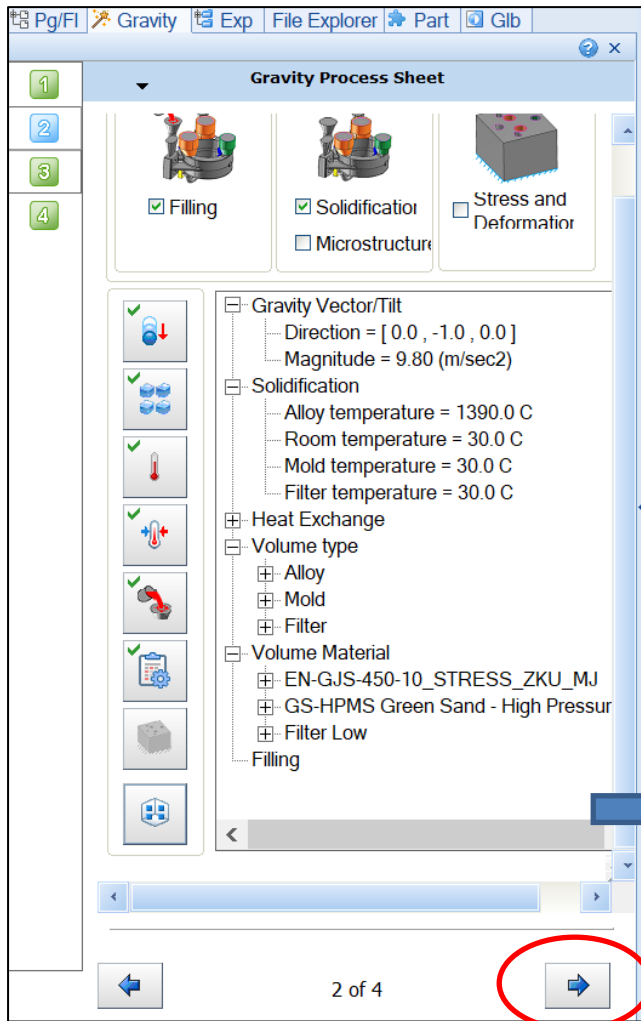 Pg/Fl Gravity Exp File Explorer Part Glb
Gravity Process Sheet
1
2
3
4
Filling
Solidification
Microstructure
Stress and
Deformation
Gravity Vector/Tilt
Direction = [ 0.0 , -1.0 , 0.0 ]
Magnitude = 9.80 (m/sec2)
Solidification
Alloy temperature = 1390.0 C
Room temperature = 30.0 C
Mold temperature = 30.0 C
Filter temperature = 30.0 C
Heat Exchange
Volume type
Alloy
Mold
Filter
Volume Material
EN-GJS-450-10_STRESS_ZKU_MJ
GS-HPMS Green Sand - High Pressur
Filter Low
Filling
2 of 4